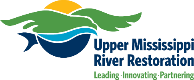 Upper Mississippi
River Restoration
Leading·Innovating·Partnering